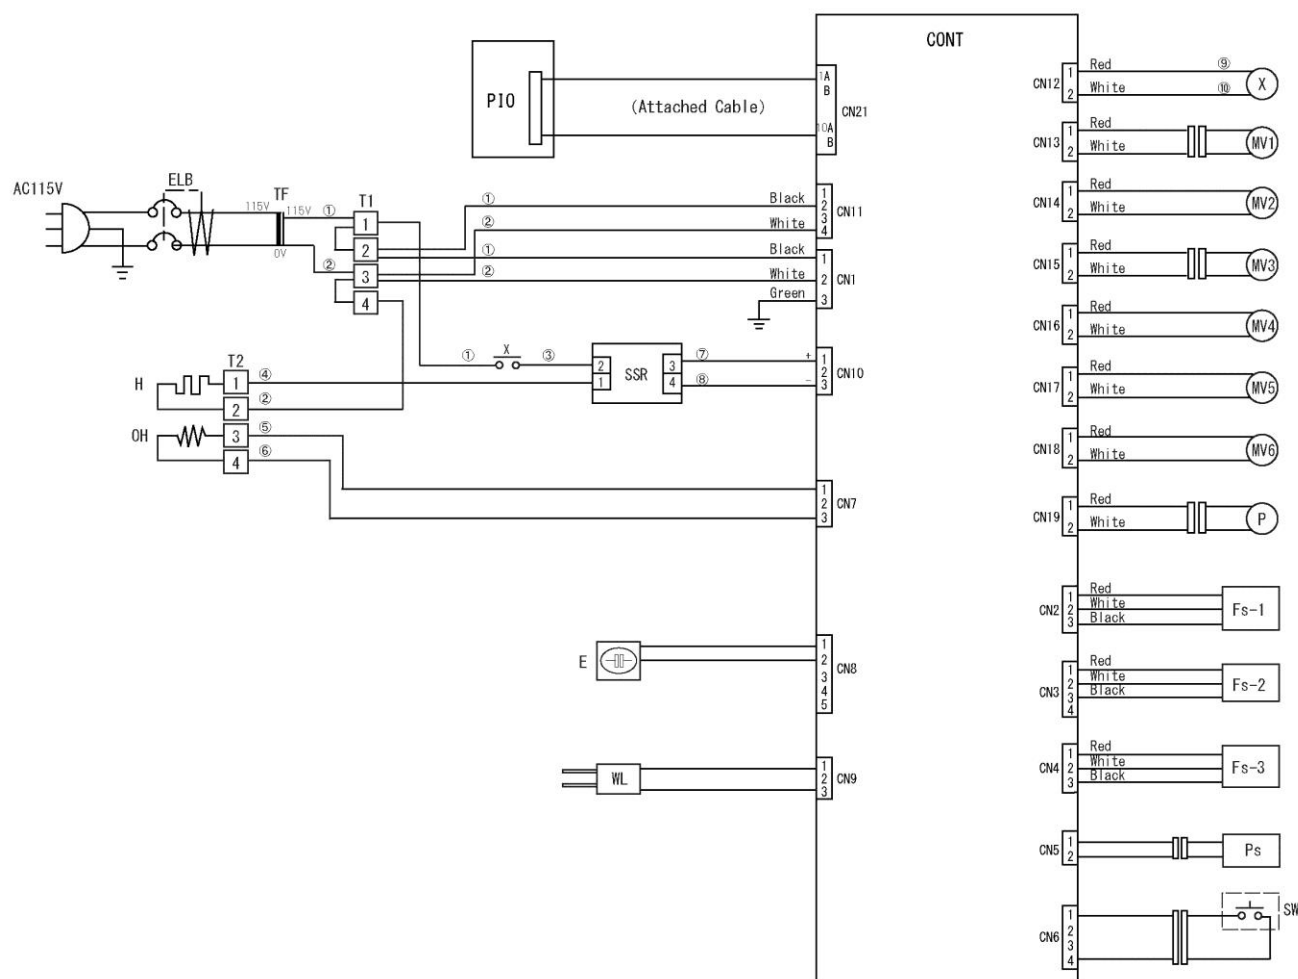 CONT
PIO
(Attached Cable)
1A
B
10A
B
CN21
AC115V
ELB
TF
115V
115V
0V
①
②
T1
1
2
3
4
①
Black
②
White
1
2
3
4
CN11
①
Black
②
White
Green
1
2
3
CN1
①
X
③
2
1
SSR
3
4
⑦
⑧
+
-
1
2
3
CN10
H
OH
T2
1
2
3
4
④
②
⑤
⑥
1
2
3
CN7
E
1
2
3
4
5
CN8
WL
1
2
3
CN9
CN12
1
2
Red
White
⑨
⑩
X
CN13
1
2
Red
White
MV1
CN14
1
2
Red
White
MV2
CN15
1
2
Red
White
MV3
CN16
1
2
Red
White
MV4
CN17
1
2
Red
White
MV5
CN18
1
2
Red
White
MV6
CN19
1
2
Red
White
P
CN2
1
2
3
Red
White
Black
Fs-1
CN3
1
2
3
4
Red
White
Black
Fs-2
CN4
1
2
3
Red
White
Black
Fs-3
CN5
1
2
Ps
CN6
1
2
3
4
SW